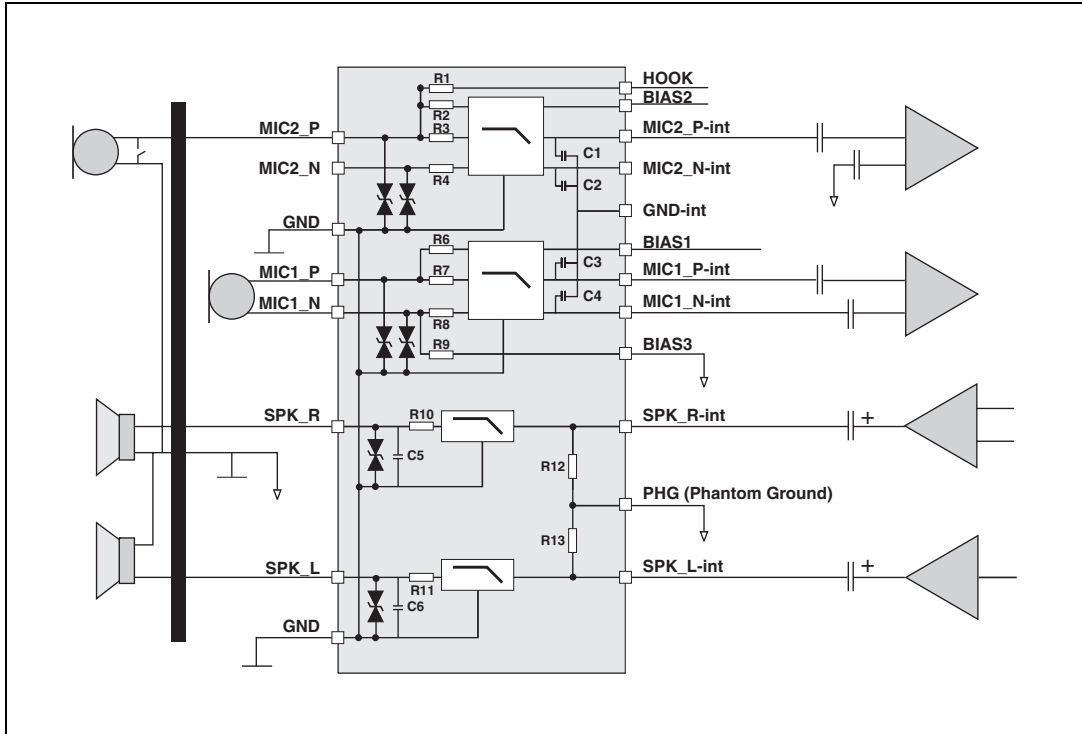 R1
HOOK
R2
BIAS2
MIC2_P
R3
MIC2_P-int
C1
MIC2_N
R4
MIC2_N-int
C2
GND
GND-int
R6
BIAS1
C3
MIC1_P
R7
MIC1_P-int
C4
MIC1_N
R8
MIC1_N-int
R9
BIAS3
SPK_R
R10
SPK_R-int
+
C5
R12
PHG (Phantom Ground)
R13
SPK_L
R11
SPK_L-int
+
C6
GND